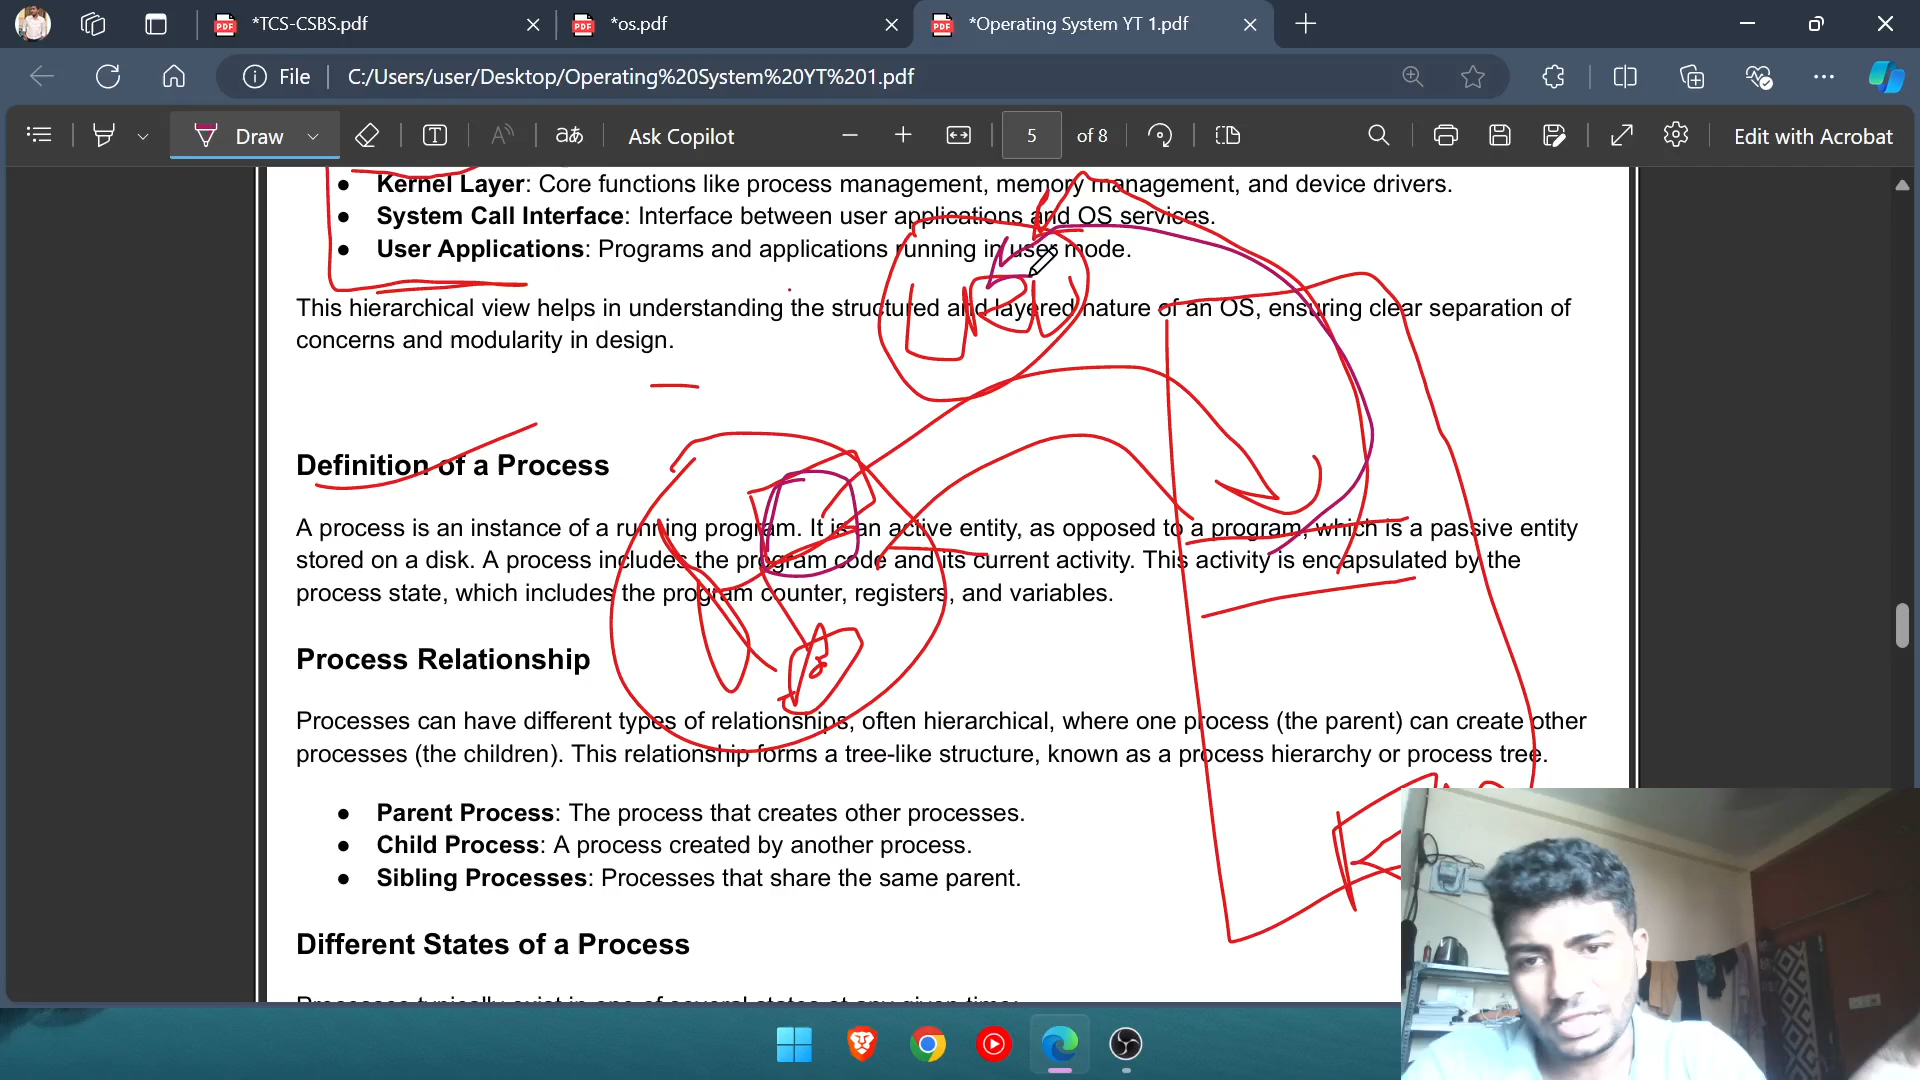 *TCS-CSBS.pdf
*os.pdf
*Operating System YT 1.pdf
File
C:/Users/user/Desktop/Operating%20System%20YT%201.pdf
Draw
Ask Copilot
5
of 8
Edit with Acrobat
● Kernel Layer: Core functions like process management, memory management, and device drivers.
● System Call Interface: Interface between user applications and OS services.
● User Applications: Programs and applications running in user mode.
This hierarchical view helps in understanding the structured and layered nature of an OS, ensuring clear separation of
concerns and modularity in design.
Definition of a Process
A process is an instance of a running program. It is an active entity, as opposed to a program, which is a passive entity
stored on a disk. A process includes the program code and its current activity. This activity is encapsulated by the
process state, which includes the program counter, registers, and variables.
Process Relationship
Processes can have different types of relationships, often hierarchical, where one process (the parent) can create other
processes (the children). This relationship forms a tree-like structure, known as a process hierarchy or process tree.
● Parent Process: The process that creates other processes.
● Child Process: A process created by another process.
● Sibling Processes: Processes that share the same parent.
Different States of a Process